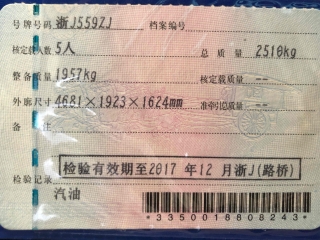 号牌号码 浙J559ZJ 档案编号
核定载人数 5人 总质量 2510kg
整备质量 1957kg 核定载质量 --
外廓尺寸 4681×1923×1624mm 准牵引总质量 --
备注
检验有效期至2017 年 12 月浙J(路桥)
检验记录
汽油
*3350018808243*